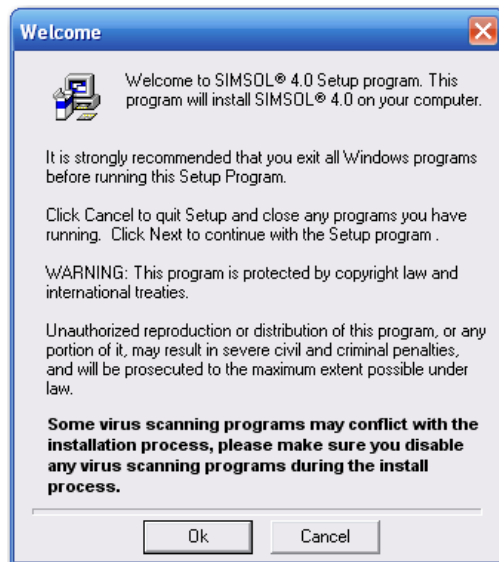 Welcome
Welcome to SIMSOL® 4.0 Setup program. This
program will install SIMSOL® 4.0 on your computer.
It is strongly recommended that you exit all Windows programs
before running this Setup Program.
Click Cancel to quit Setup and close any programs you have
running. Click Next to continue with the Setup program .
WARNING: This program is protected by copyright law and
international treaties.
Unauthorized reproduction or distribution of this program, or any
portion of it, may result in severe civil and criminal penalties,
and will be prosecuted to the maximum extent possible under
law.
Some virus scanning programs may conflict with the
installation process, please make sure you disable
any virus scanning programs during the install
process.
Ok
Cancel